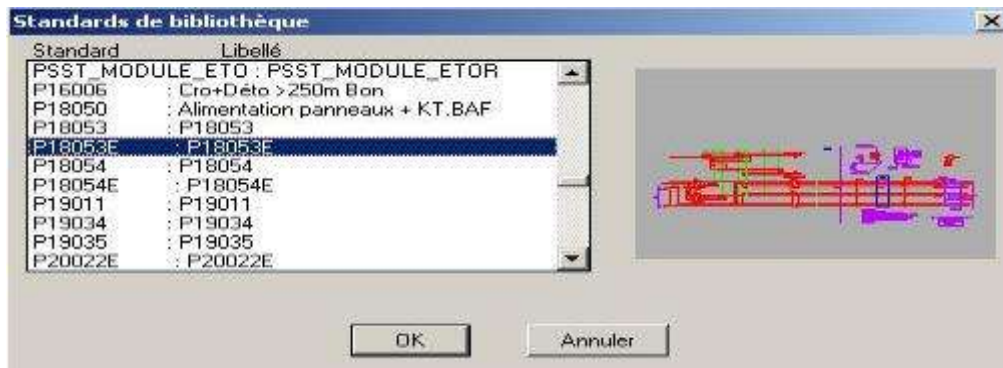 Standards de bibliothèque
Standard Libellé
PSST_MODULE_ETO : PSST_MODULE_ETOR
P16006 : Cro+Déto >250m Bon
P18050 : Alimentation panneaux + KT.BAF
P18053 : P18053
P18053E : P18053E
P18054 : P18054
P18054E : P18054E
P19011 : P19011
P19034 : P19034
P19035 : P19035
P20022E : P20022E
OK Annuler